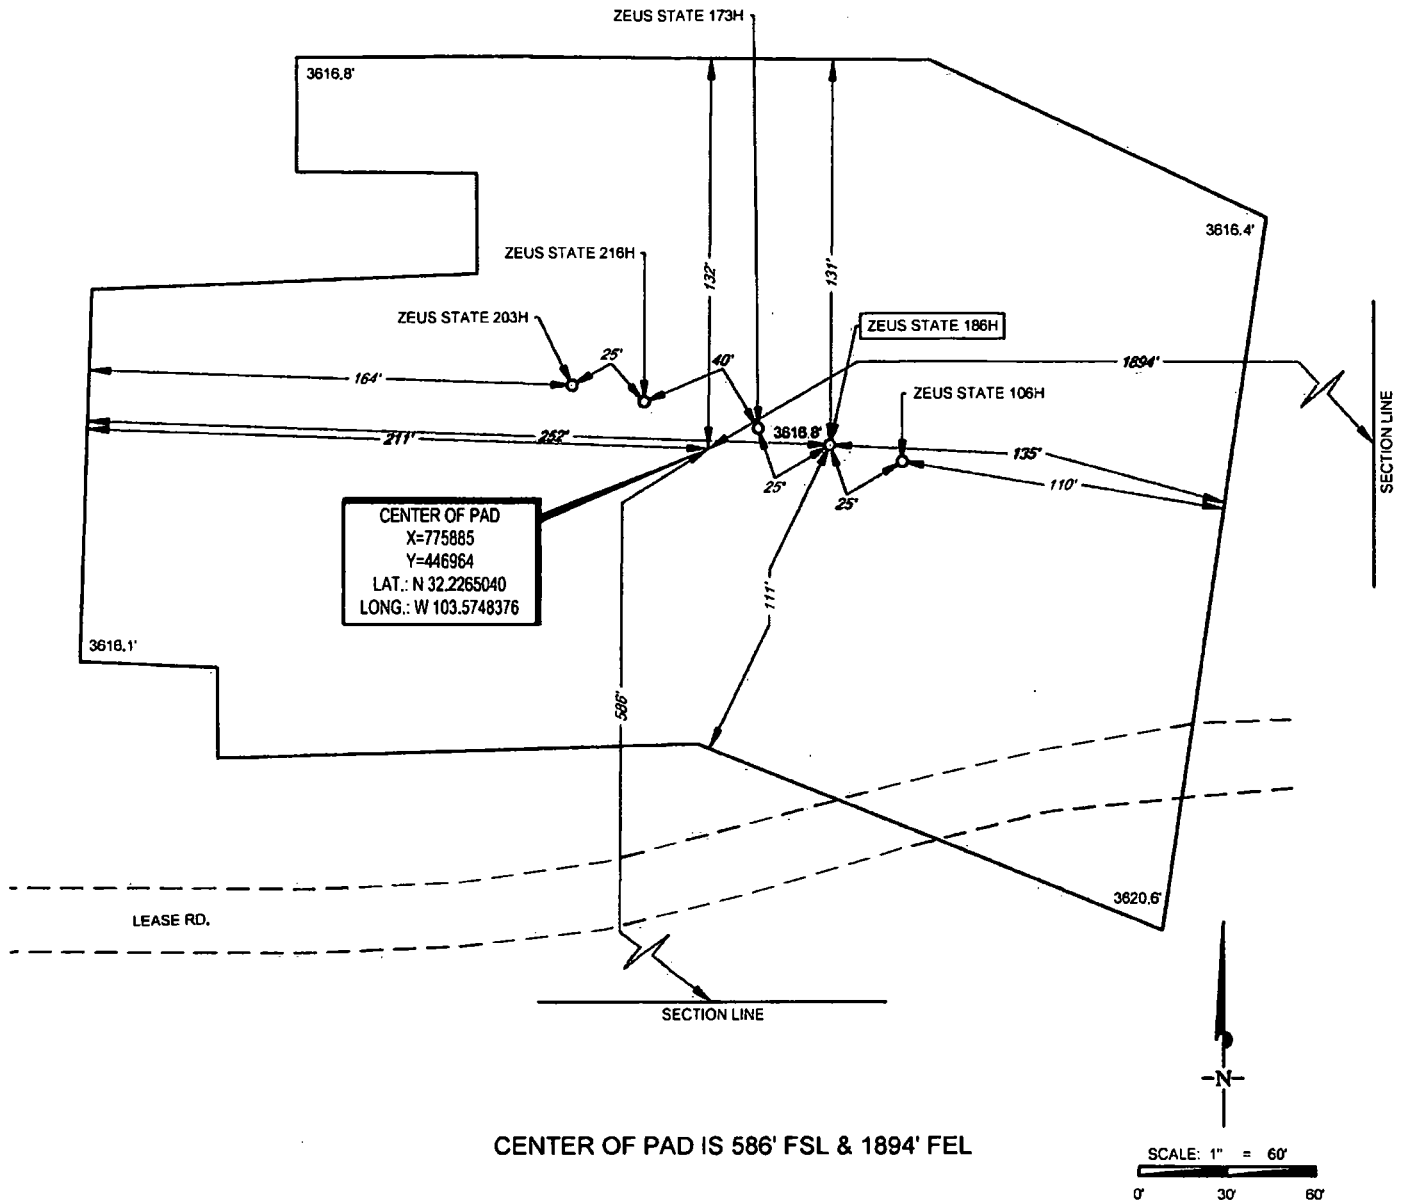 ZEUS STATE 173H
3616.8'
3616.4'
ZEUS STATE 216H
132'
131'
ZEUS STATE 203H
ZEUS STATE 186H
25'
40'
1894'
164'
ZEUS STATE 106H
SECTION LINE
211'
252'
3616.8'
135'
25'
110'
25'
CENTER OF PAD
X=775885
Y=446964
LAT.: N 32.2265040
LONG.: W 103.5748376
111'
3616.1'
586'
3620.6'
LEASE RD.
SECTION LINE
-N-
CENTER OF PAD IS 586' FSL & 1894' FEL
SCALE: 1" = 60'
0' 30' 60'